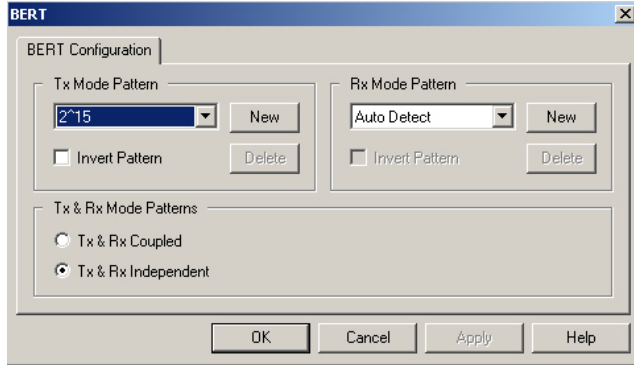 BERT
BERT Configuration
Tx Mode Pattern
2^15
New
Invert Pattern
Delete
Rx Mode Pattern
Auto Detect
New
Invert Pattern
Delete
Tx & Rx Mode Patterns
Tx & Rx Coupled
Tx & Rx Independent
OK
Cancel
Apply
Help